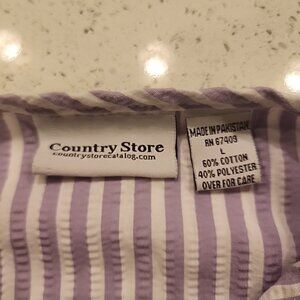 Country Store
countrystorecatalog.com
MADE IN PAKISTAN
RN 67409
L
60% COTTON
40% POLYESTER
OVER FOR CARE